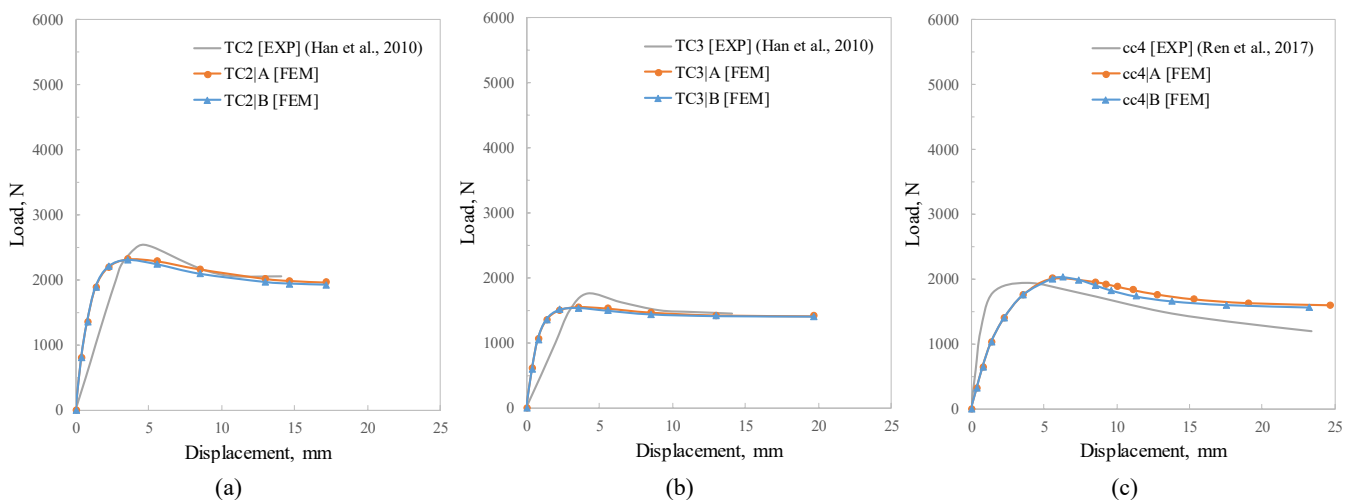 6000
5000
4000
3000
2000
1000
0
0 5 10 15 20 25
Load, N
Displacement, mm
TC2 [EXP] (Han et al., 2010)
TC2|A [FEM]
TC2|B [FEM]
(a)
6000
5000
4000
3000
2000
1000
0
0 5 10 15 20 25
Load, N
Displacement, mm
TC3 [EXP] (Han et al., 2010)
TC3|A [FEM]
TC3|B [FEM]
(b)
6000
5000
4000
3000
2000
1000
0
0 5 10 15 20 25
Load, N
Displacement, mm
cc4 [EXP] (Ren et al., 2017)
cc4|A [FEM]
cc4|B [FEM]
(c)